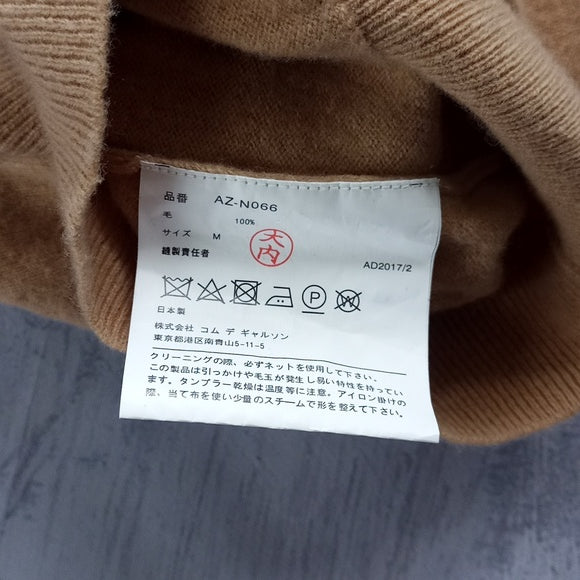 品番 AZ-N066
毛 100%
サイズ M
縫製責任者 大内 AD2017/2
P W
日本製
株式会社 コム デ ギャルソン
東京都港区南青山5-11-5
クリーニングの際、必ずネットを使用して下さい。
この製品は引っかけや毛玉が発生し易い特性を持ってい
ます。タンブラー乾燥は温度等に注意。アイロン掛けの
際、当て布を使い少量のスチームで形を整えて下さい。